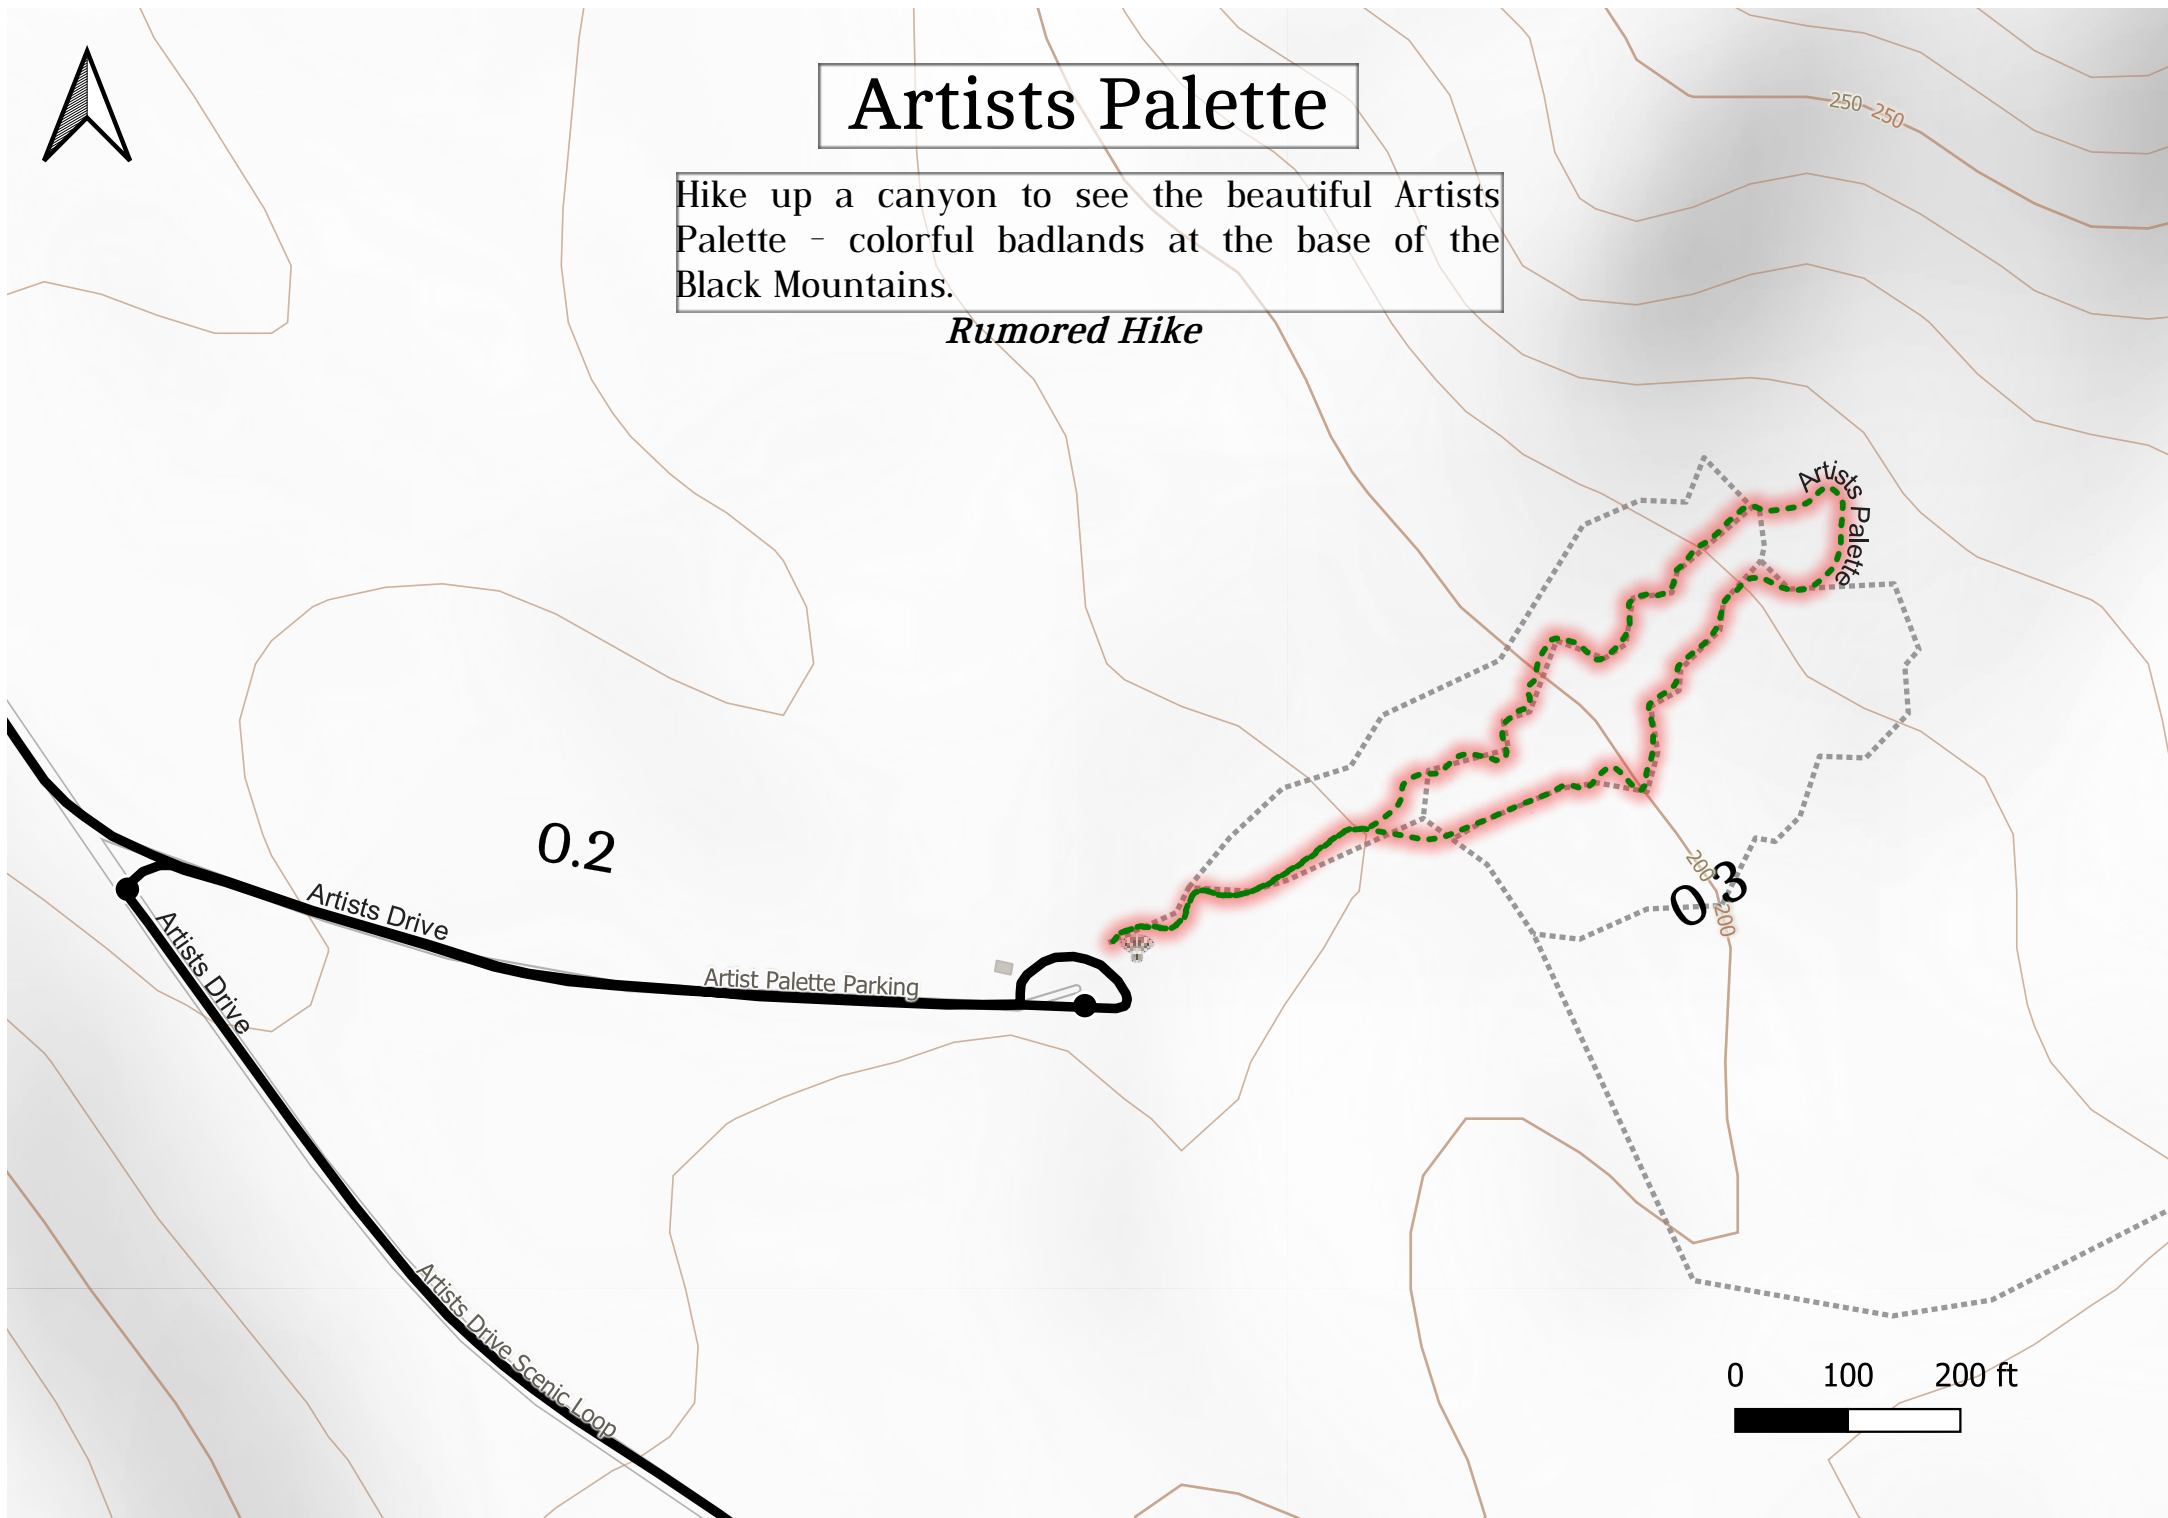 Artists Palette
Hike up a canyon to see the beautiful Artists
Palette - colorful badlands at the base of the
Black Mountains.
Rumored Hike
250
250
Artists Palette
0.2
200
0.3
200
Artists Drive
Artists Drive
Artist Palette Parking
Artists Drive Scenic Loop
0 100 200 ft